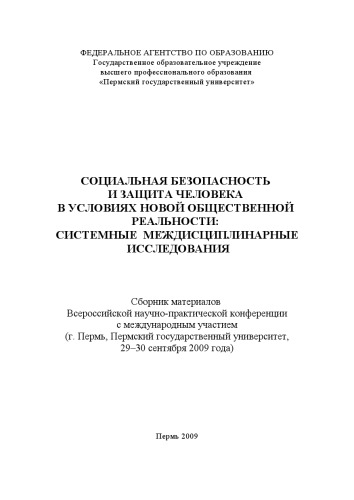 ФЕДЕРАЛЬНОЕ АГЕНТСТВО ПО ОБРАЗОВАНИЮ
Государственное образовательное учреждение
высшего профессионального образования
«Пермский государственный университет»
СОЦИАЛЬНАЯ БЕЗОПАСНОСТЬ
И ЗАЩИТА ЧЕЛОВЕКА
В УСЛОВИЯХ НОВОЙ ОБЩЕСТВЕННОЙ
РЕАЛЬНОСТИ:
СИСТЕМНЫЕ МЕЖДИСЦИПЛИНАРНЫЕ
ИССЛЕДОВАНИЯ
Сборник материалов
Всероссийской научно-практической конференции
с международным участием
(г. Пермь, Пермский государственный университет,
29–30 сентября 2009 года)
Пермь 2009